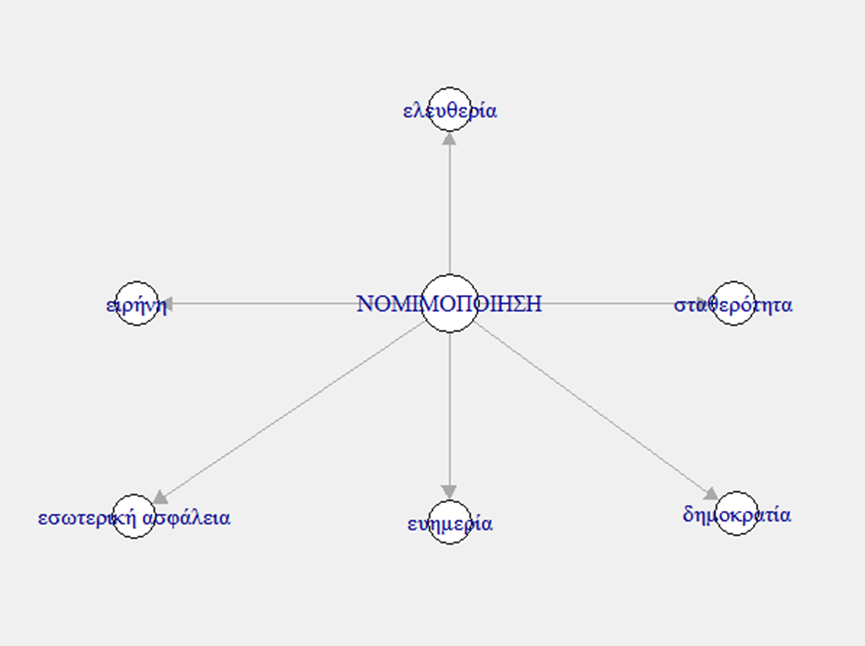 ελευθερία
ειρήνη
ΝΟΜΙΜΟΠΟΙΗΣΗ
σταθερότητα
εσωτερική ασφάλεια
ευημερία
δημοκρατία